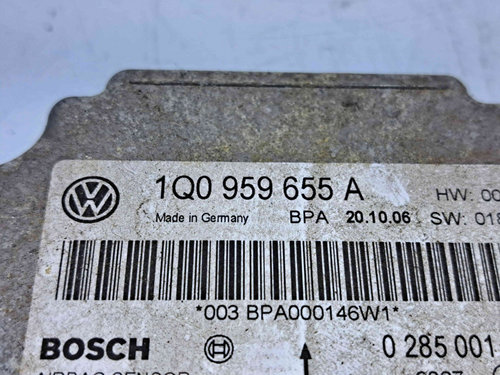 1Q0 959 655 A HW: 00
Made in Germany BPA 20.10.06 SW: 018
*003 BPA000146W1*
BOSCH 0 285 001